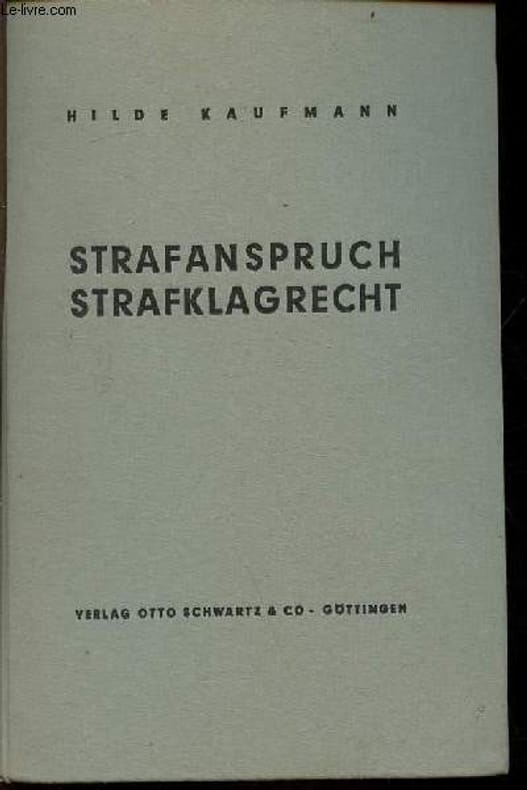 Le-livre.com
HILDE KAUFMANN
STRAFANSPRUCH
STRAFKLAGRECHT
VERLAG OTTO SCHWARTZ & CO - GÖTTINGEN